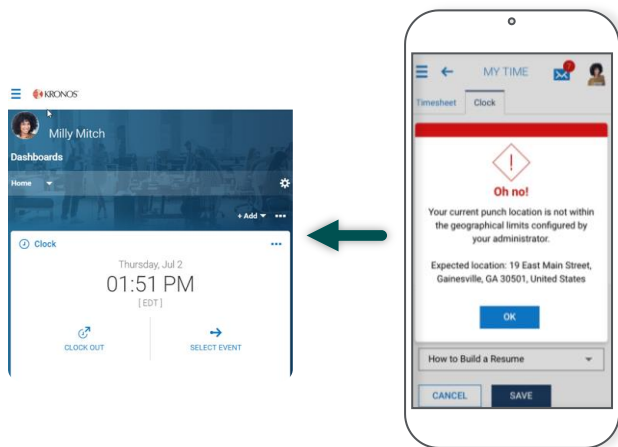 KRONOS
Milly Mitch
Dashboards
Home
+ Add
Clock
Thursday, Jul 2
01:51 PM
[ EDT ]
CLOCK OUT
SELECT EVENT
MY TIME
Timesheet Clock
Oh no!
Your current punch location is not within
the geographical limits configured by
your administrator.
Expected location: 19 East Main Street,
Gainesville, GA 30501, United States
OK
How to Build a Resume
CANCEL SAVE